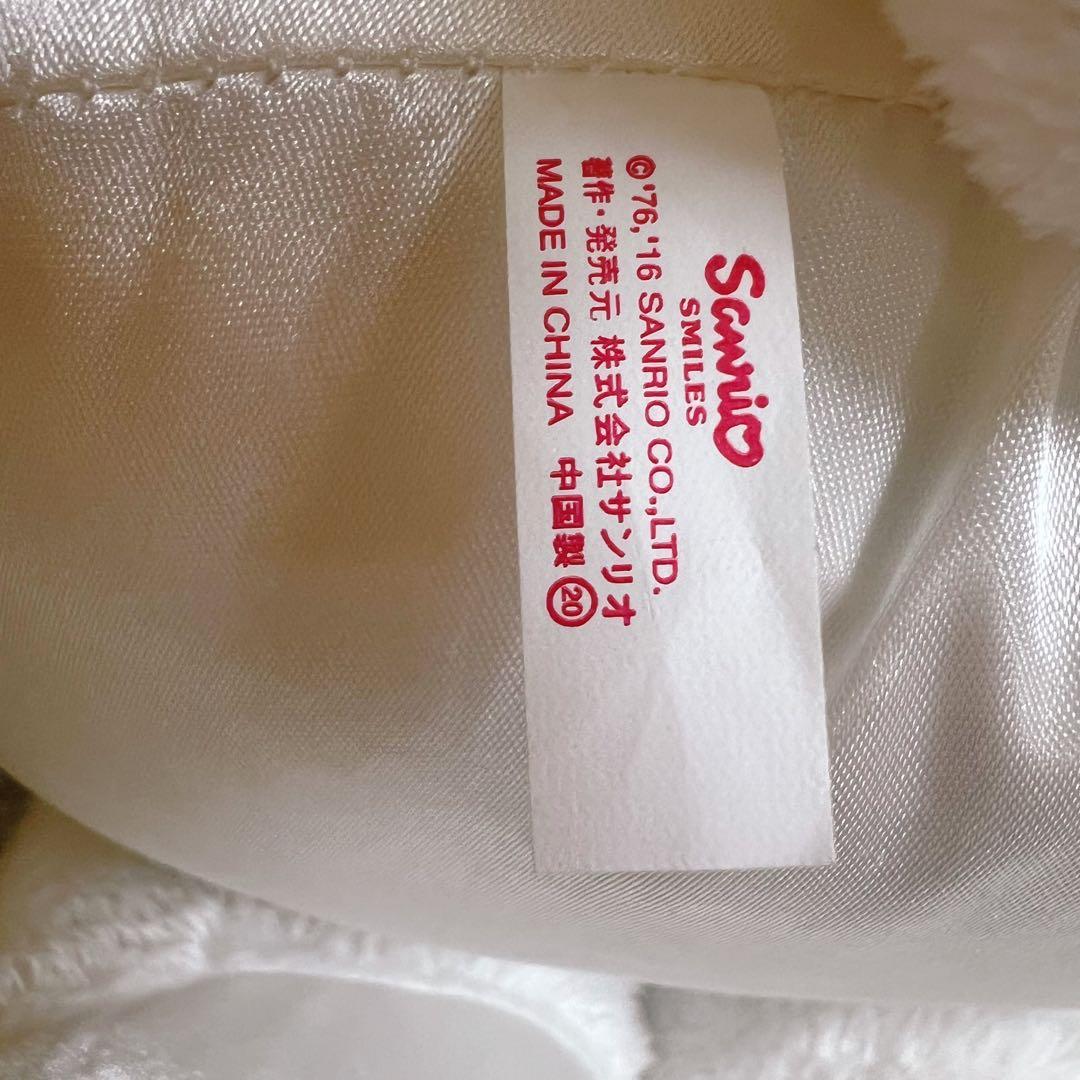 Sanrio
SMILES
© '76, '16 SANRIO CO.,LTD.
著作・発売元 株式会社サンリオ
MADE IN CHINA 中国製 ⑳